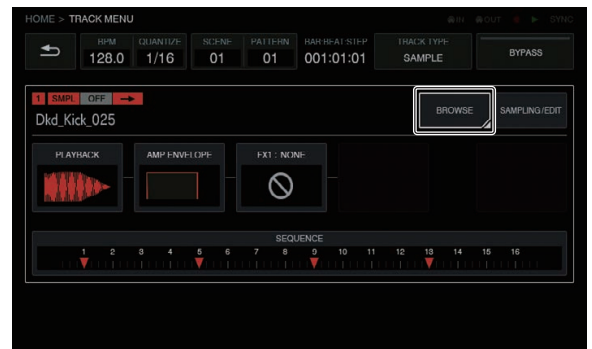 HOME > TRACK MENU
IN OUT SYNC
BPM QUANTIZE SCENE PATTERN BAR:BEAT:STEP TRACK TYPE
128.0 1/16 01 01 001:01:01 SAMPLE BYPASS
1 SMPL OFF
Dkd_Kick_025
BROWSE SAMPLING/EDIT
PLAYBACK AMP ENVELOPE FX1 : NONE
SEQUENCE
1 2 3 4 5 6 7 8 9 10 11 12 13 14 15 16